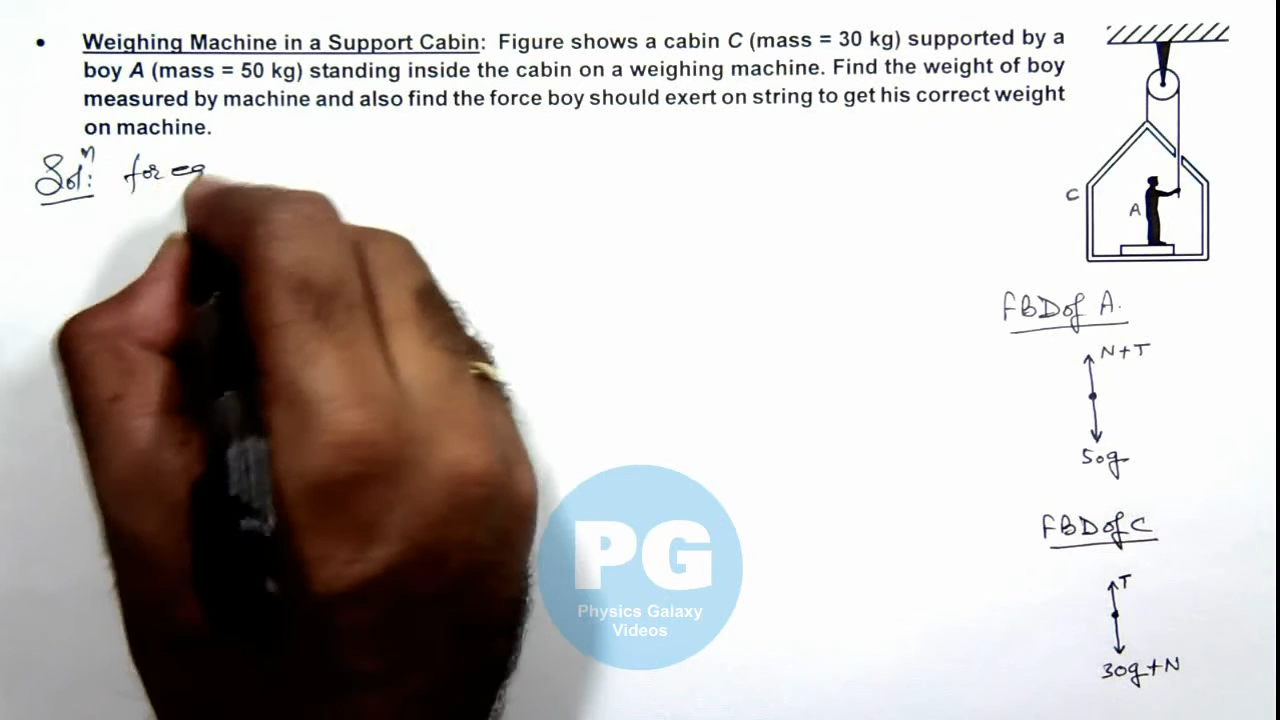 • Weighing Machine in a Support Cabin: Figure shows a cabin C (mass = 30 kg) supported by a
boy A (mass = 50 kg) standing inside the cabin on a weighing machine. Find the weight of boy
measured by machine and also find the force boy should exert on string to get his correct weight
on machine.
Solⁿ: for eq
C
A
FBD of A.
N+T
50g
FBD of C
T
30g+N
PG
Physics Galaxy
Videos